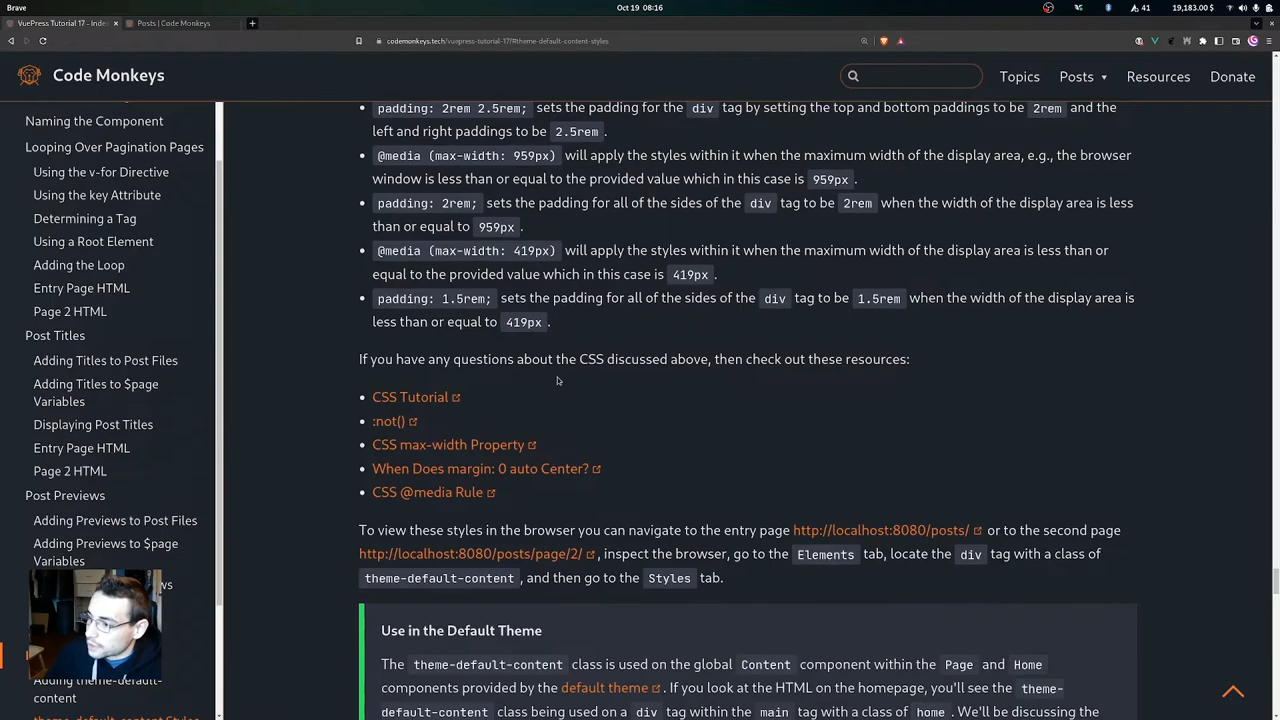 Brave
Oct 19 08:16
41
19,183.00 $
VuePress Tutorial 17 - Inde
Posts | Code Monkeys
codemonkeys.tech/vuepress-tutorial-17/#theme-default-content-styles
Code Monkeys
Topics
Posts
Resources
Donate
Naming the Component
Looping Over Pagination Pages
Using the v-for Directive
Using the key Attribute
Determining a Tag
Using a Root Element
Adding the Loop
Entry Page HTML
Page 2 HTML
Post Titles
Adding Titles to Post Files
Adding Titles to $page
Variables
Displaying Post Titles
Entry Page HTML
Page 2 HTML
Post Previews
Adding Previews to Post Files
Adding Previews to $page
Variables
ws
Adding theme-default-
content
theme-default-content Styles
padding: 2rem 2.5rem; sets the padding for the div tag by setting the top and bottom paddings to be 2rem and the
left and right paddings to be 2.5rem.
@media (max-width: 959px) will apply the styles within it when the maximum width of the display area, e.g., the browser
window is less than or equal to the provided value which in this case is 959px.
padding: 2rem; sets the padding for all of the sides of the div tag to be 2rem when the width of the display area is less
than or equal to 959px.
@media (max-width: 419px) will apply the styles within it when the maximum width of the display area is less than or
equal to the provided value which in this case is 419px.
padding: 1.5rem; sets the padding for all of the sides of the div tag to be 1.5rem when the width of the display area is
less than or equal to 419px.
If you have any questions about the CSS discussed above, then check out these resources:
CSS Tutorial
:not()
CSS max-width Property
When Does margin: 0 auto Center?
CSS @media Rule
To view these styles in the browser you can navigate to the entry page http://localhost:8080/posts/ or to the second page
http://localhost:8080/posts/page/2/, inspect the browser, go to the Elements tab, locate the div tag with a class of
theme-default-content, and then go to the Styles tab.
Use in the Default Theme
The theme-default-content class is used on the global Content component within the Page and Home
components provided by the default theme. If you look at the HTML on the homepage, you'll see the theme-
default-content class being used on a div tag within the main tag with a class of home. We'll be discussing the